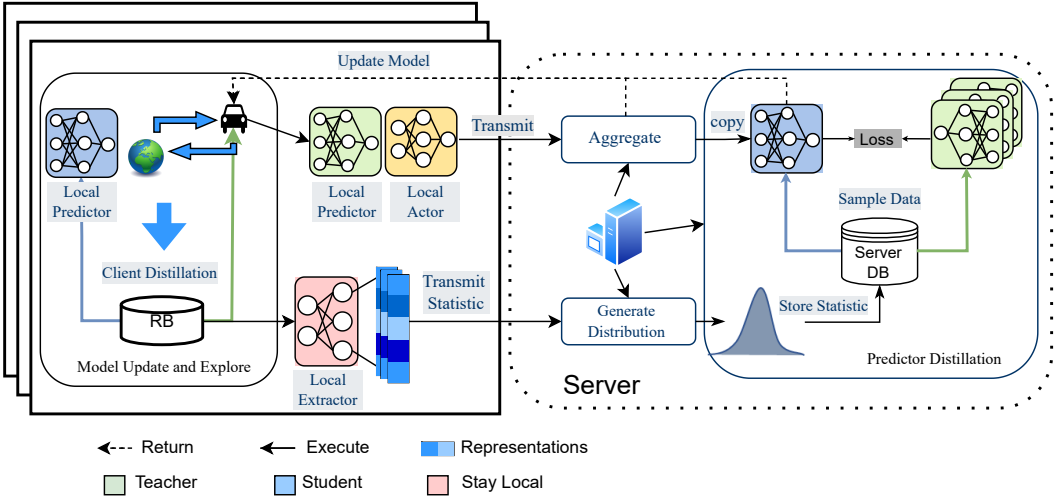 Update Model
Local
Predictor
Local
Predictor
Local
Actor
Transmit
Aggregate
copy
Loss
Sample Data
Server
DB
Client Distillation
RB
Model Update and Explore
Local
Extractor
Transmit
Statistic
Generate
Distribution
Store Statistic
Predictor Distillation
Server
Return
Execute
Representations
Teacher
Student
Stay Local